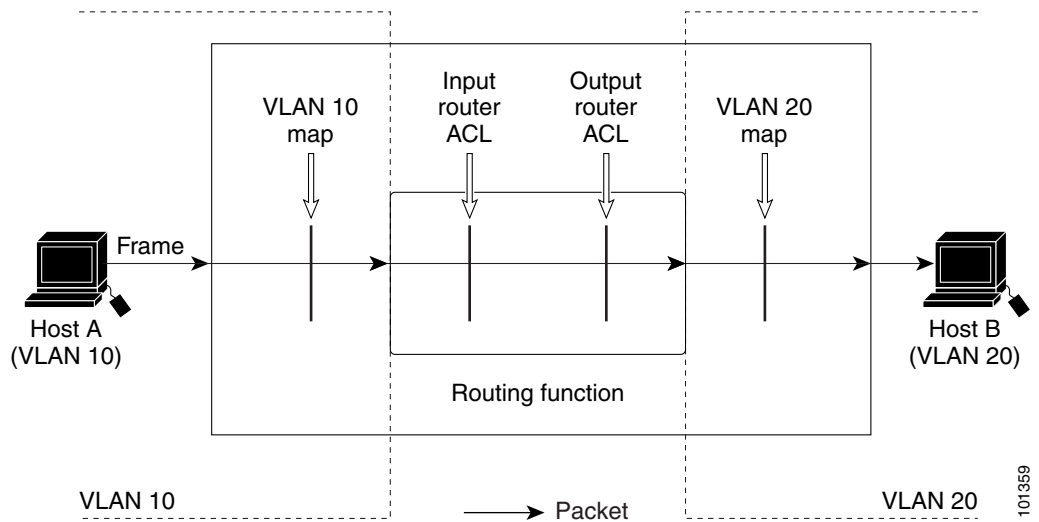 VLAN 10
map
Input
router
ACL
Output
router
ACL
VLAN 20
map
Frame
Host A
(VLAN 10)
Host B
(VLAN 20)
Routing function
VLAN 10
Packet
VLAN 20
101359